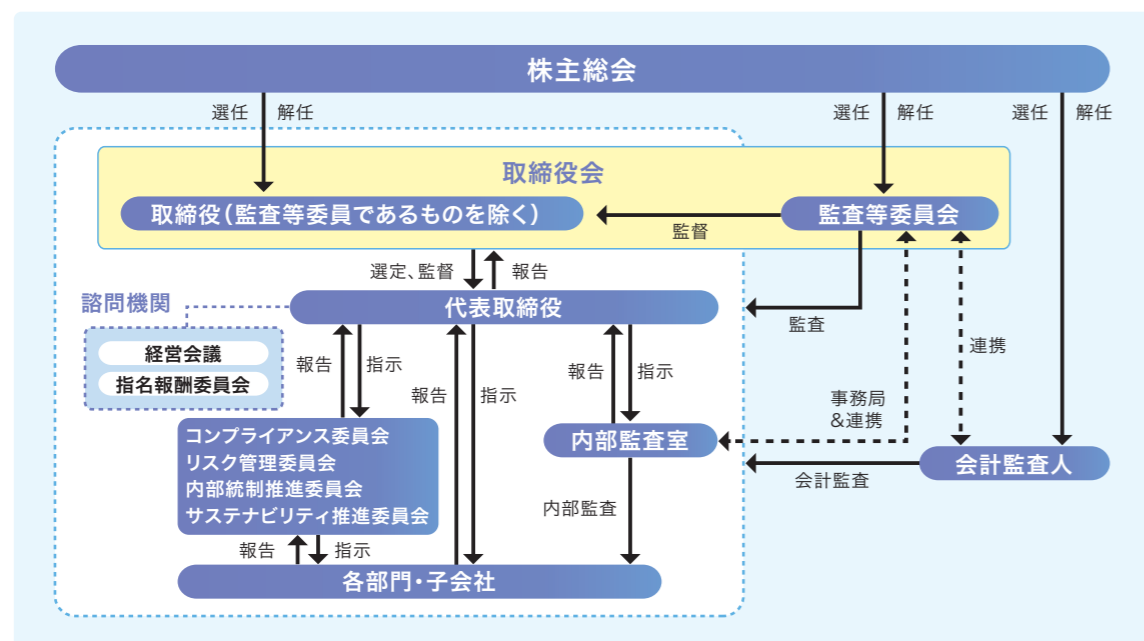 株主総会
選任
解任
選任
解任
選任
解任
取締役会
取締役(監査等委員であるものを除く)
監督
監査等委員会
選定、監督
報告
諮問機関
代表取締役
監査
経営会議
指名報酬委員会
報告
指示
報告
指示
報告
指示
連携
事務局
&連携
コンプライアンス委員会
リスク管理委員会
内部統制推進委員会
サステナビリティ推進委員会
内部監査室
会計監査人
会計監査
内部監査
報告
指示
各部門・子会社